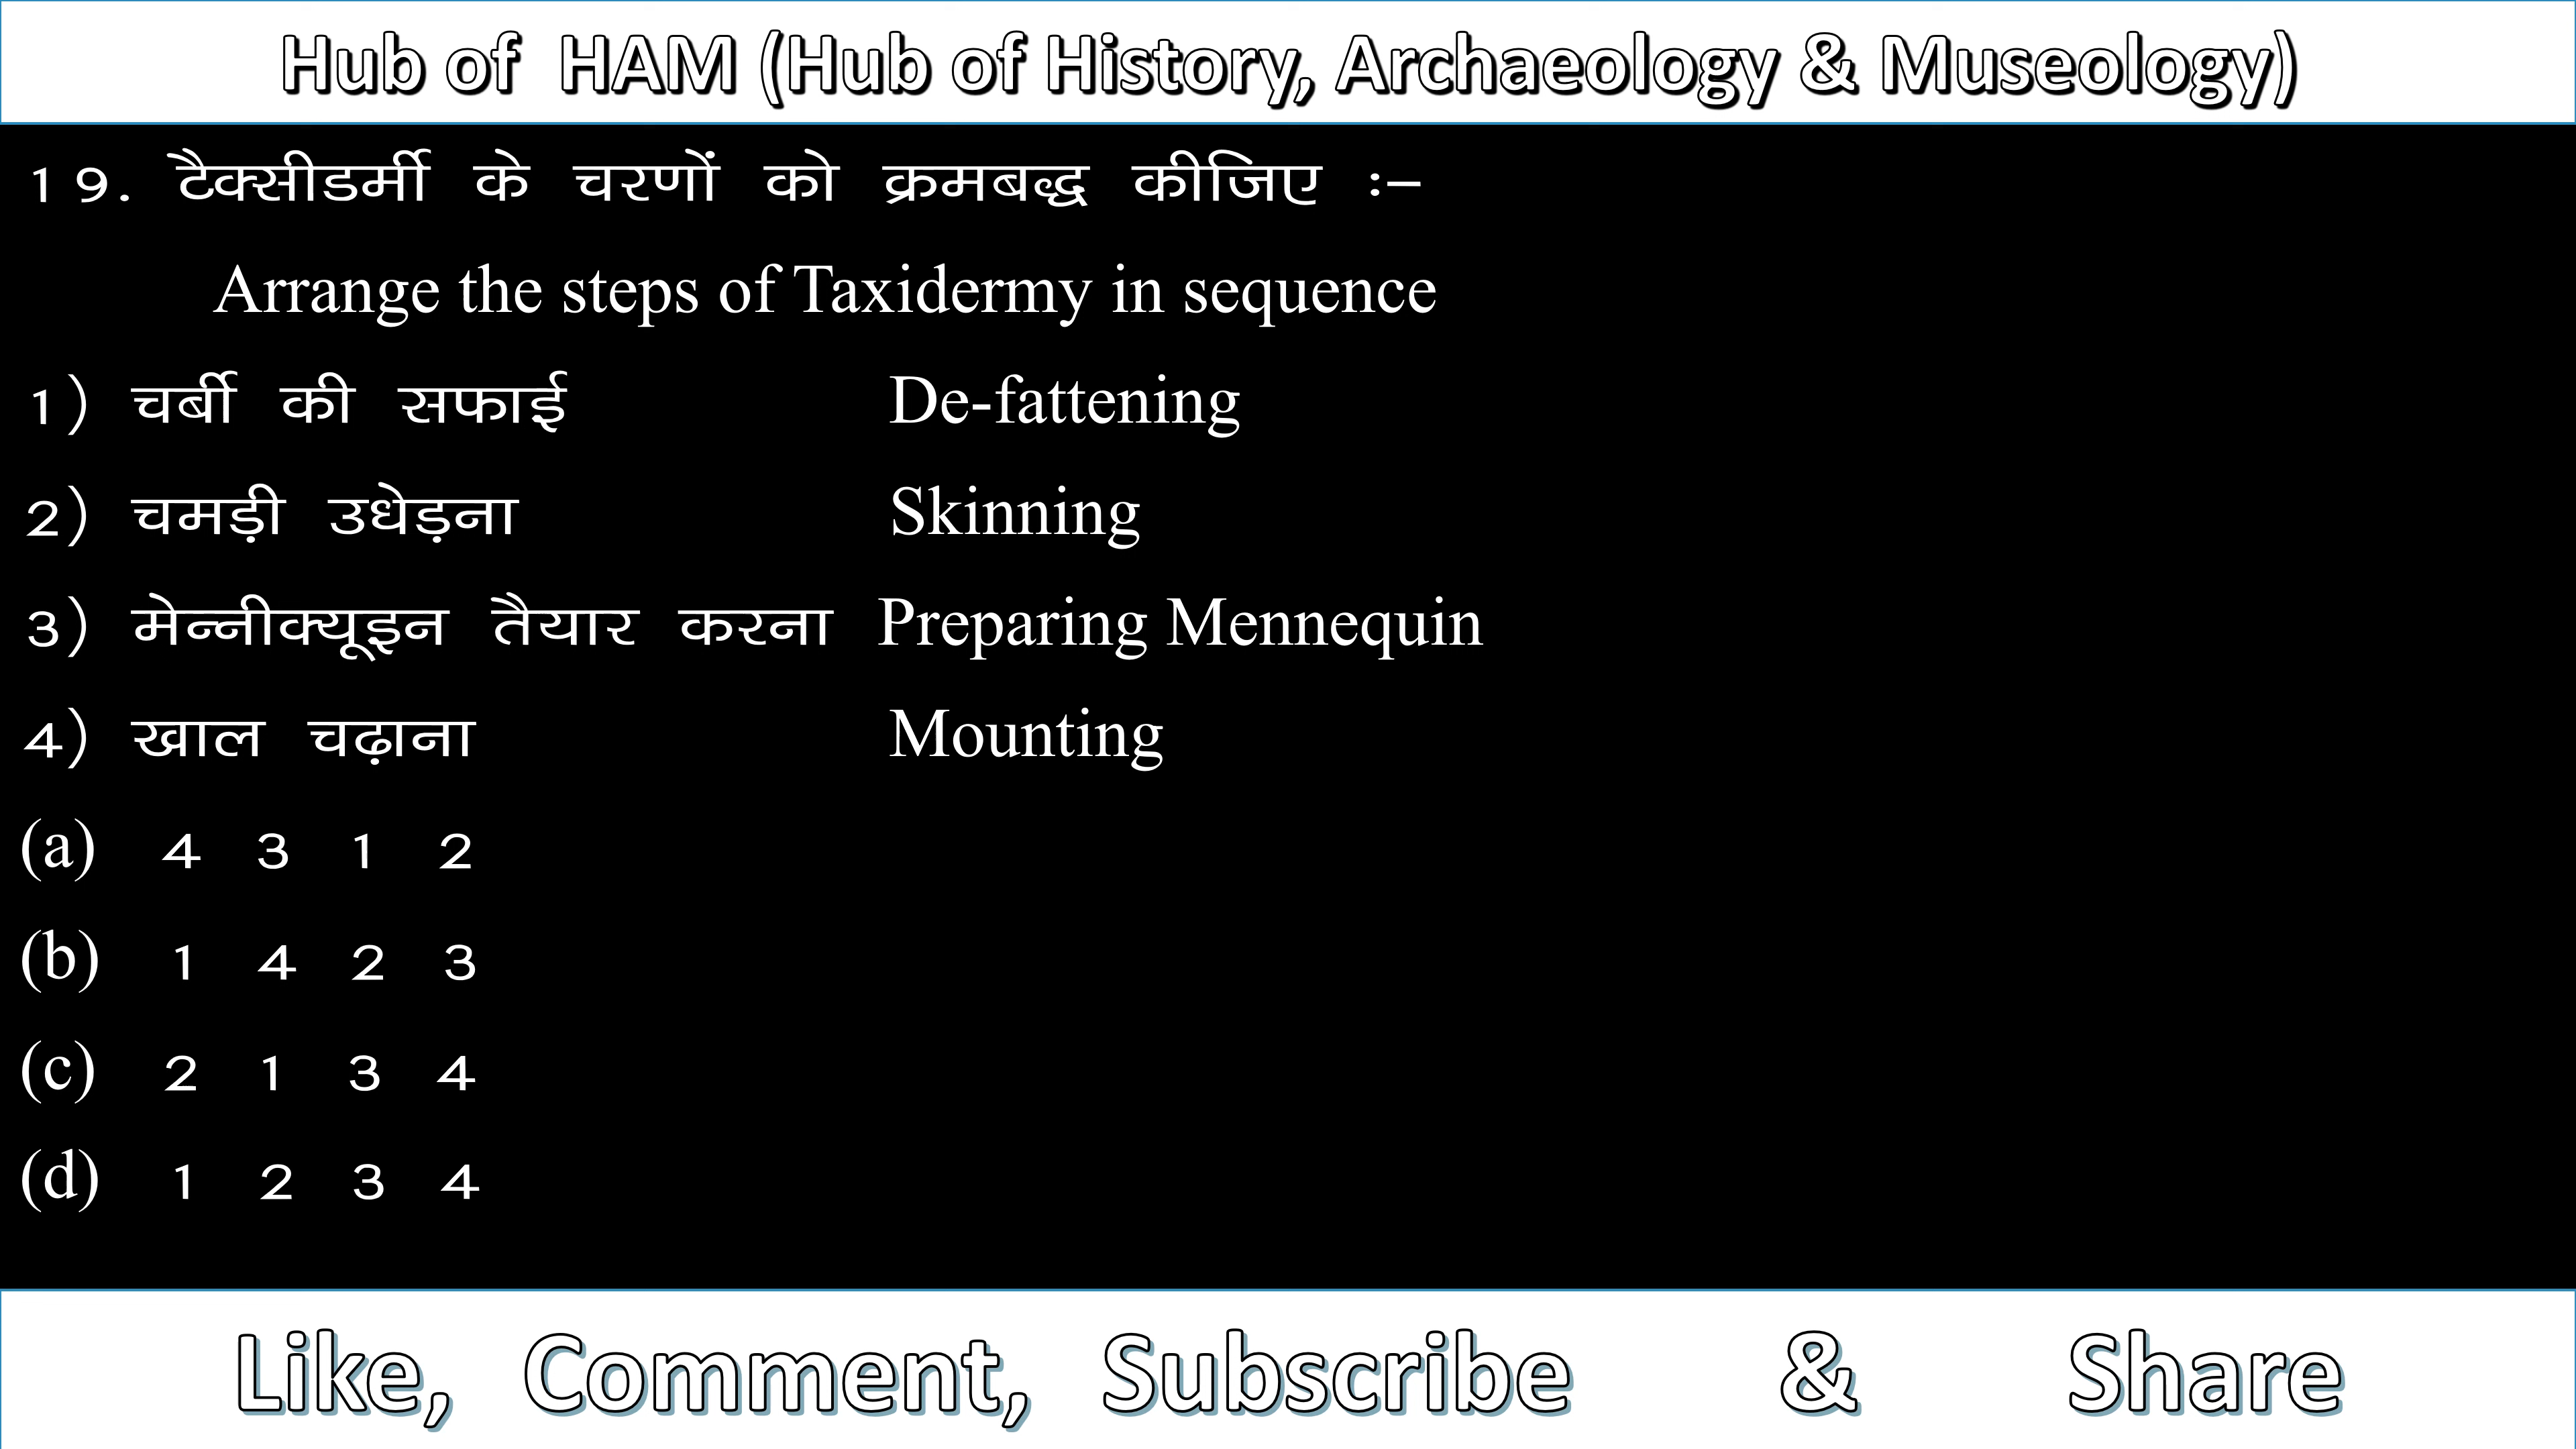 Hub of HAM (Hub of History, Archaeology & Museology)
19. टैक्सीडर्मी के चरणों को क्रमबद्ध कीजिए :–
Arrange the steps of Taxidermy in sequence
1) चर्बी की सफाई De-fattening
2) चमड़ी उधेड़ना Skinning
3) मेन्नीक्यूइन तैयार करना Preparing Mennequin
4) खाल चढ़ाना Mounting
(a) 4 3 1 2
(b) 1 4 2 3
(c) 2 1 3 4
(d) 1 2 3 4
Like, Comment, Subscribe & Share